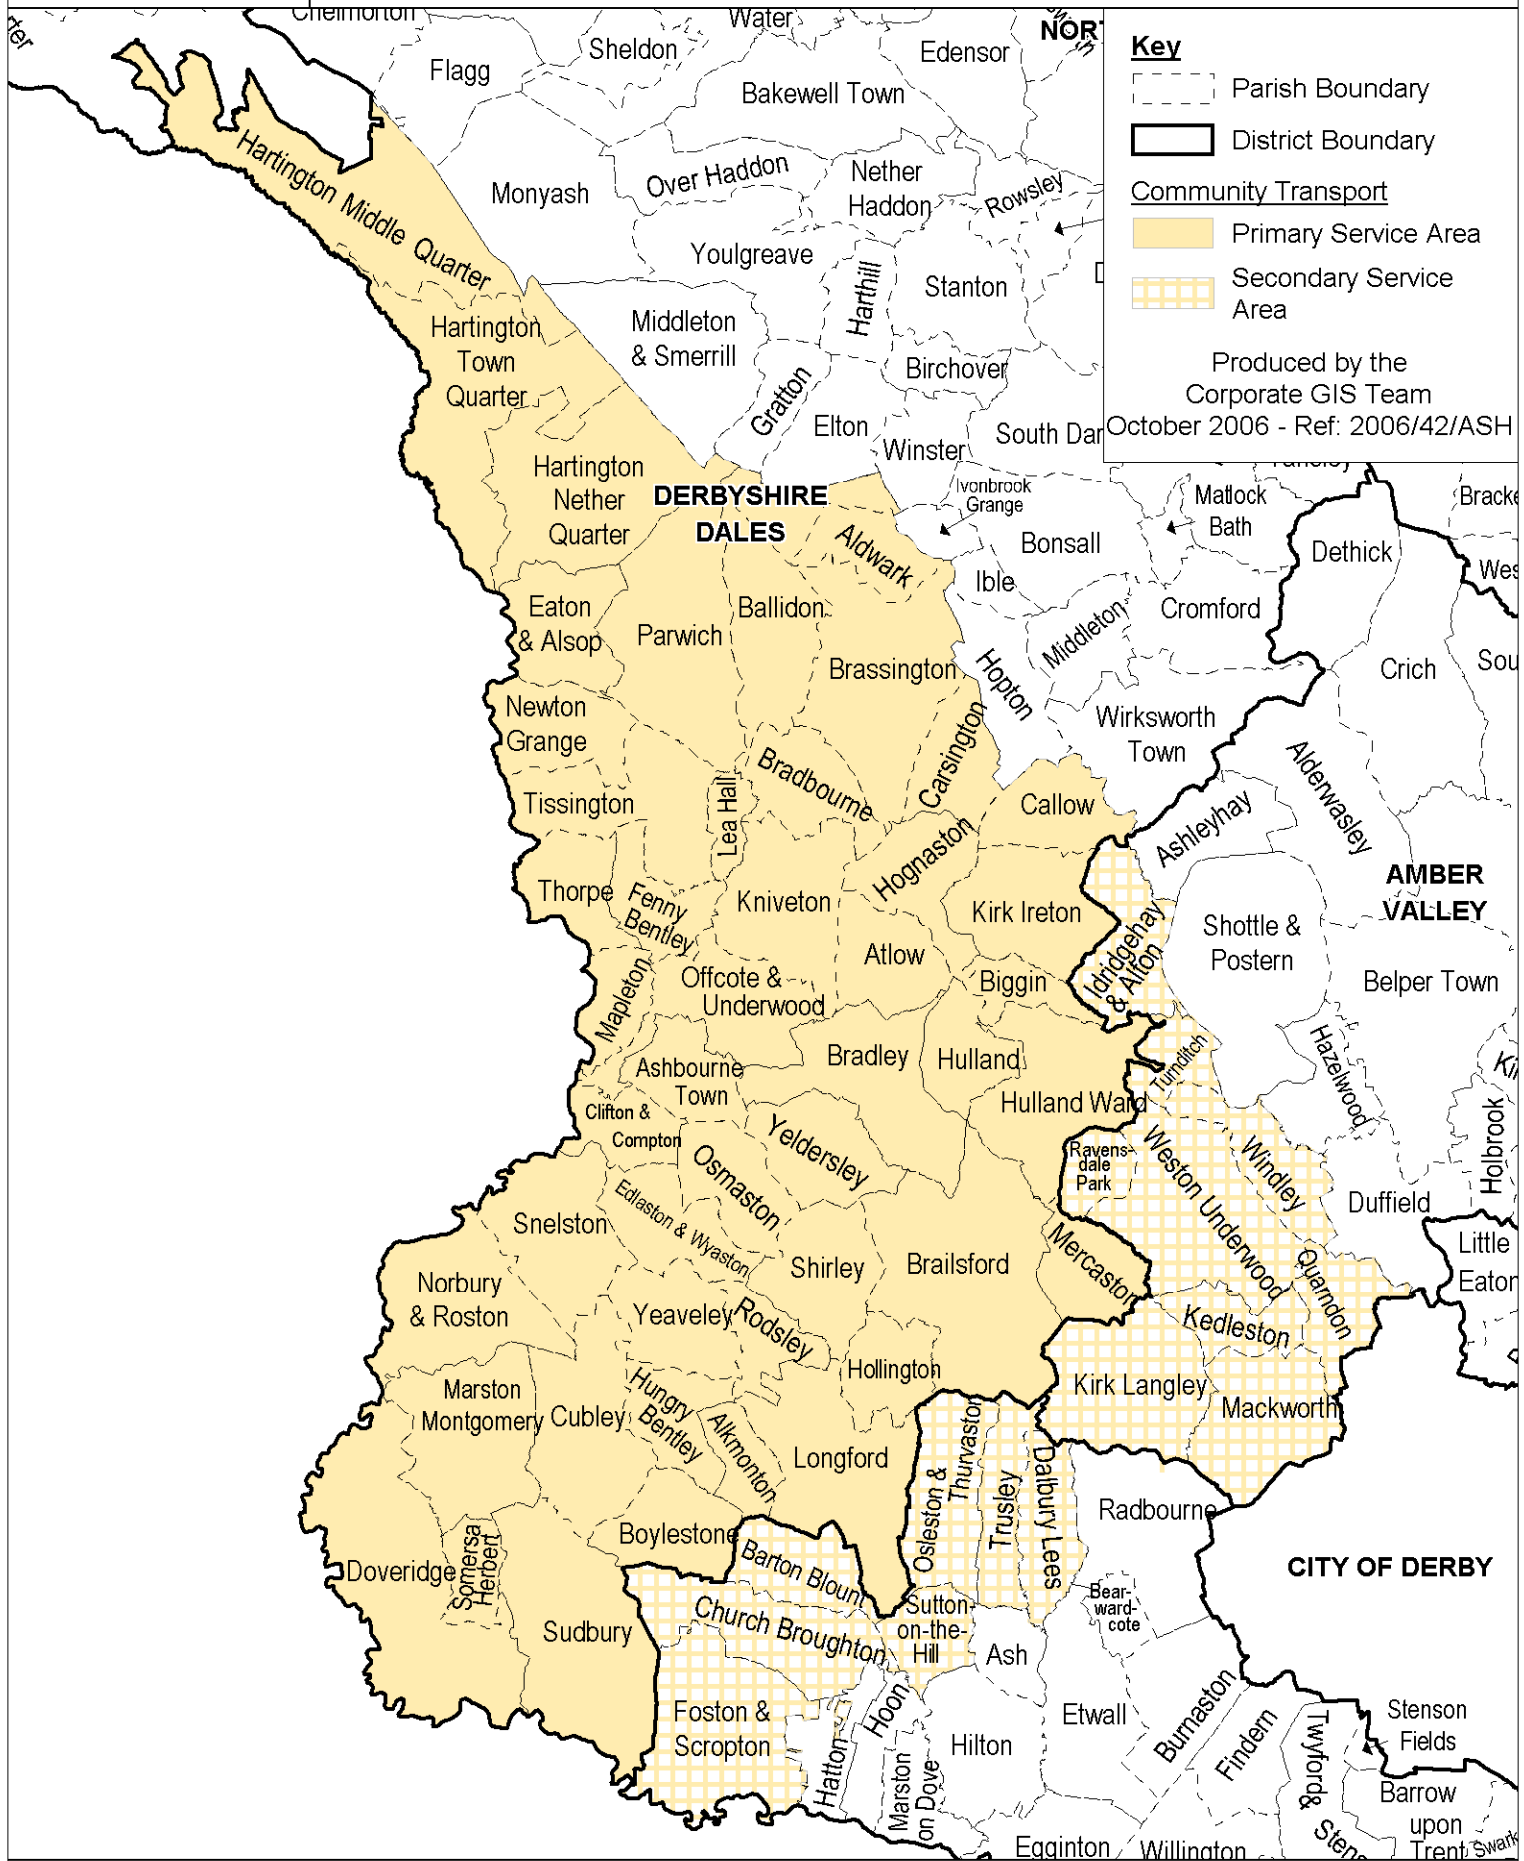 Chelmorton
Water
Sheldon
Edensor
Flagg
Bakewell Town
Key
Parish Boundary
District Boundary
Community Transport
Primary Service Area
Secondary Service
Area
Produced by the
Corporate GIS Team
October 2006 - Ref: 2006/42/ASH
Hartington Middle Quarter
Monyash
Over Haddon
Nether
Haddon
Rowsley
Youlgreave
Harthill
Stanton
Hartington
Town
Quarter
Middleton
& Smerrill
Birchover
Gratton
Elton
Winster
South Dar
Hartington
Nether
Quarter
DERBYSHIRE
DALES
Ivonbrook
Grange
Matlock
Bath
Bracke
Aldwark
Bonsall
Dethick
Wes
Ible
Eaton
& Alsop
Parwich
Ballidon
Middleton
Cromford
Brassington
Hopton
Crich
Sou
Newton
Grange
Wirksworth
Town
Carsington
Bradbourne
Alderwasley
Tissington
Lea Hall
Callow
Ashleyhay
Hognaston
AMBER
VALLEY
Thorpe
Fenny
Bentley
Kniveton
Kirk Ireton
Shottle &
Postern
Idridgehay
& Alton
Atlow
Belper Town
Mapleton
Offcote &
Underwood
Biggin
Ashbourne
Town
Bradley
Hulland
Turnditch
Hazelwood
Clifton &
Compton
Hulland Ward
Holbrook
Yeldersley
Osmaston
Ravens-
dale
Park
Weston Underwood
Windley
Duffield
Edlaston & Wyaston
Snelston
Shirley
Brailsford
Mercaston
Little
Eaton
Quarndon
Norbury
& Roston
Yeaveley
Rodsley
Kedleston
Hollington
Marston
Montgomery
Cubley
Hungry
Bentley
Alkmonton
Kirk Langley
Mackworth
Longford
Osleston &
Thurvaston
Trusley
Dalbury Lees
Radbourne
Boylestone
Barton Blount
Doveridge
Somersa
Herbert
CITY OF DERBY
Bear-
ward-
cote
Sudbury
Church Broughton
Sutton-
on-the-
Hill
Ash
Foston &
Scropton
Hoon
Etwall
Burnaston
Findern
Stenson
Fields
Hatton
Marston
on Dove
Hilton
Twyford&
Stens
Barrow
upon
Trent
Swark
Egginton
Willington